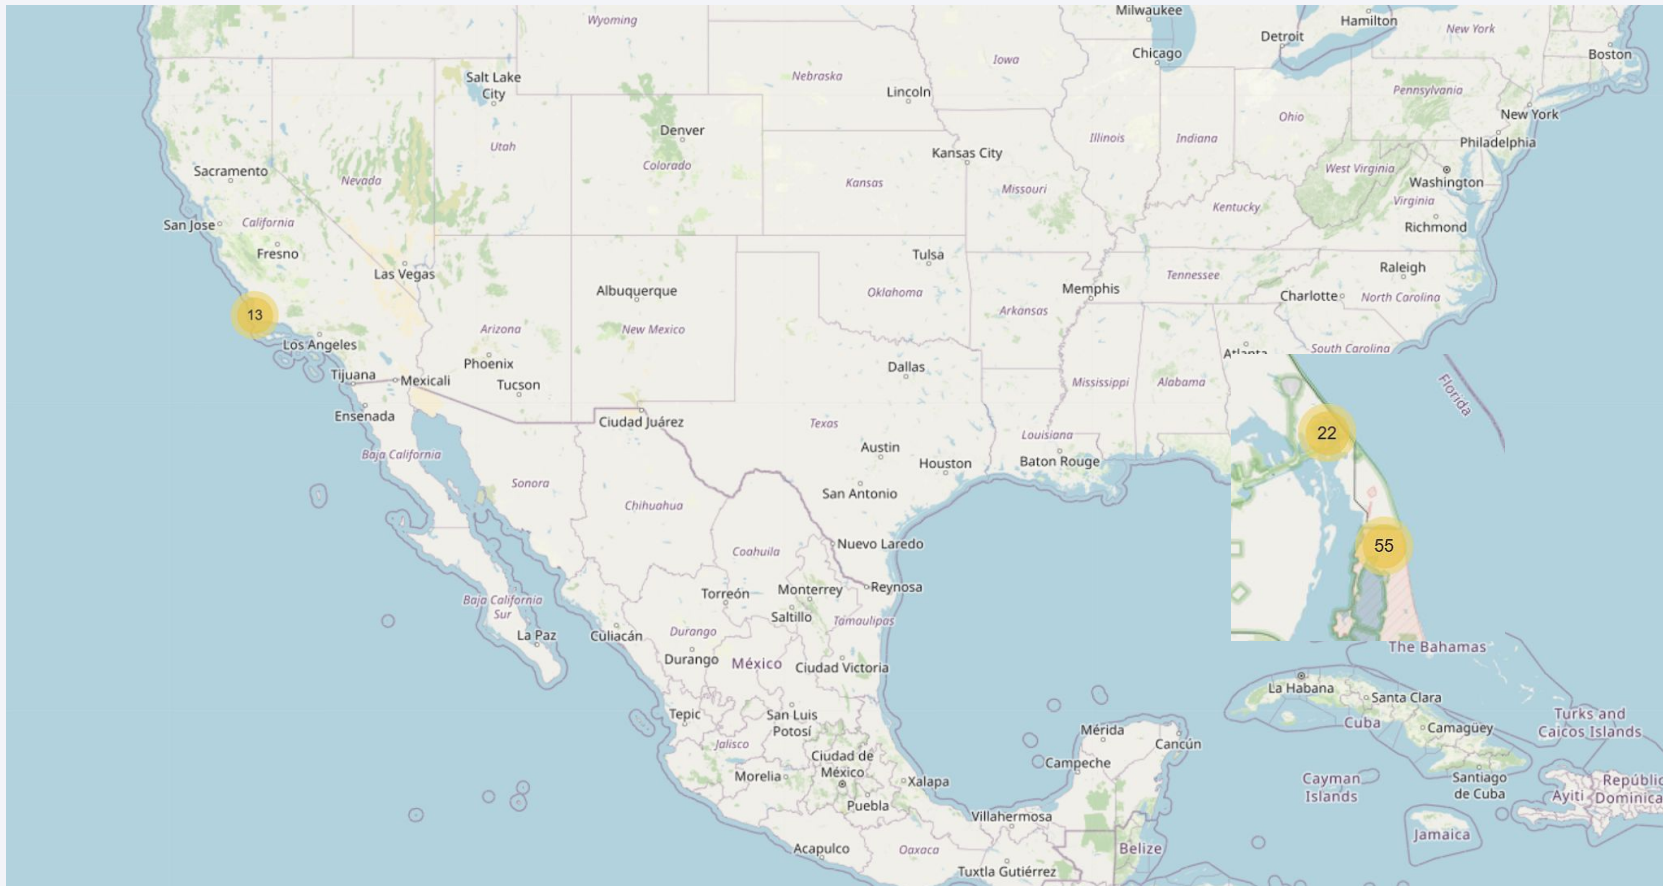 Milwaukee
Hamilton
Wyoming
New York
Detroit
Chicago
Boston
Iowa
Salt Lake
City
Nebraska
Lincoln
Pennsylvania
New York
Ohio
Denver
Illinois
Indiana
Philadelphia
Utah
Colorado
Kansas City
Sacramento
Nevada
Kansas
Missouri
West Virginia
Washington
Virginia
Kentucky
San Jose
California
Richmond
Fresno
Las Vegas
Tulsa
Tennessee
Raleigh
Albuquerque
Oklahoma
Memphis
Charlotte
North Carolina
13
Arizona
New Mexico
Arkansas
Los Angeles
South Carolina
Atlanta
Phoenix
Dallas
Tijuana
Mexicali
Tucson
Mississippi
Alabama
Florida
Ensenada
Ciudad Juárez
Texas
22
Baja California
Austin
Louisiana
Houston
Baton Rouge
Sonora
San Antonio
Chihuahua
Nuevo Laredo
55
Coahuila
Reynosa
Torreón
Monterrey
Baja California
Sur
Saltillo
Tamaulipas
La Paz
Culiacán
Durango
The Bahamas
Durango
México
Ciudad Victoria
La Habana
Santa Clara
Tepic
San Luis
Potosí
Cuba
Camagüey
Turks and
Caicos Islands
Mérida
Cancún
Jalisco
Ciudad de
México
Campeche
Morelia
Xalapa
Cayman
Islands
Santiago
de Cuba
Puebla
Ayiti
Repúblic
Dominica
Villahermosa
Jamaica
Acapulco
Oaxaca
Belize
Tuxtla Gutiérrez